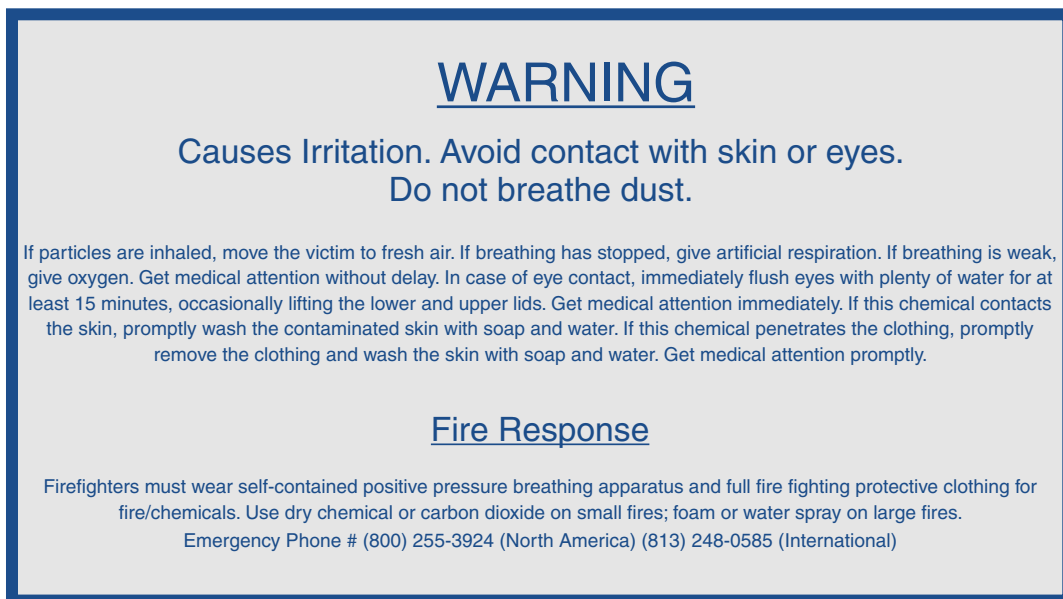 WARNING
Causes Irritation. Avoid contact with skin or eyes.
Do not breathe dust.
If particles are inhaled, move the victim to fresh air. If breathing has stopped, give artificial respiration. If breathing is weak,
give oxygen. Get medical attention without delay. In case of eye contact, immediately flush eyes with plenty of water for at
least 15 minutes, occasionally lifting the lower and upper lids. Get medical attention immediately. If this chemical contacts
the skin, promptly wash the contaminated skin with soap and water. If this chemical penetrates the clothing, promptly
remove the clothing and wash the skin with soap and water. Get medical attention promptly.
Fire Response
Firefighters must wear self-contained positive pressure breathing apparatus and full fire fighting protective clothing for
fire/chemicals. Use dry chemical or carbon dioxide on small fires; foam or water spray on large fires.
Emergency Phone # (800) 255-3924 (North America) (813) 248-0585 (International)